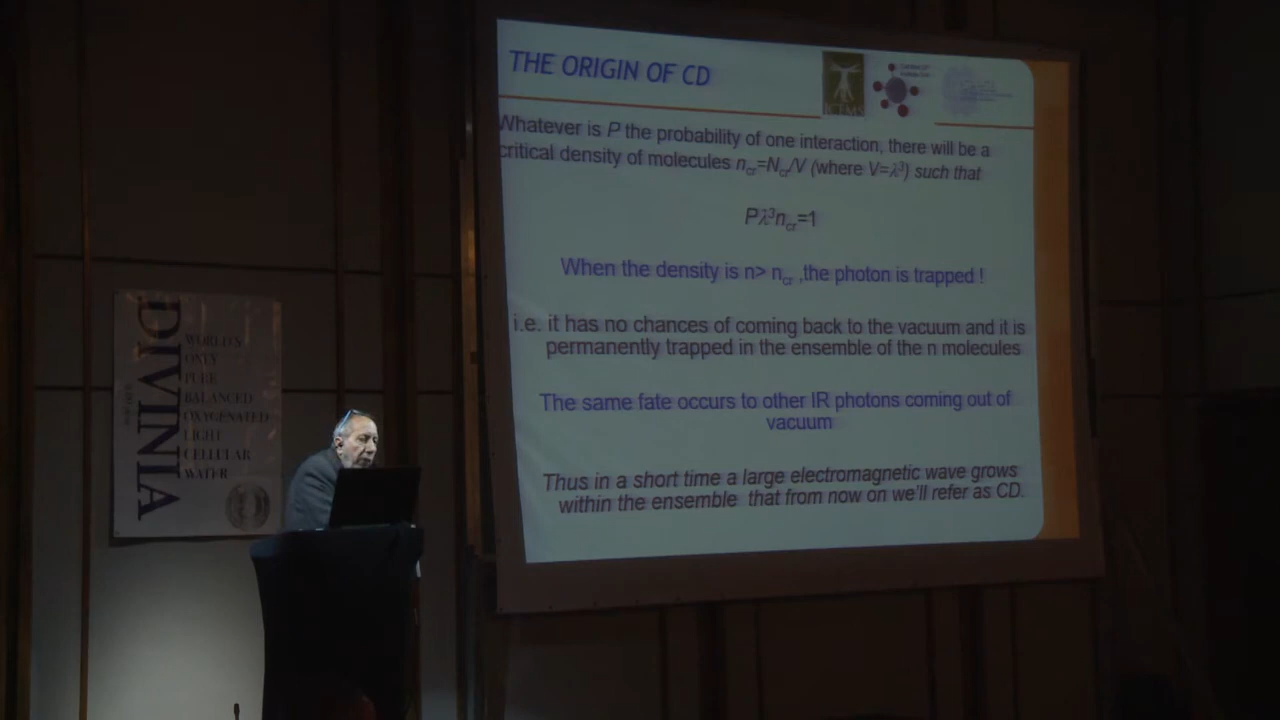 THE ORIGIN OF CD
Whatever is P the probability of one interaction, there will be a
critical density of molecules n_cr=N_cr/V (where V=λ³) such that
Pλ³n_cr=1
When the density is n> n_cr ,the photon is trapped !
i.e. it has no chances of coming back to the vacuum and it is
permanently trapped in the ensemble of the n molecules
The same fate occurs to other IR photons coming out of
vacuum
Thus in a short time a large electromagnetic wave grows
within the ensemble that from now on we'll refer as CD.
DIVINIA
WORLD'S
ONLY
PURE
BALANCED
OXYGENATED
LIGHT
CELLULAR
WATER